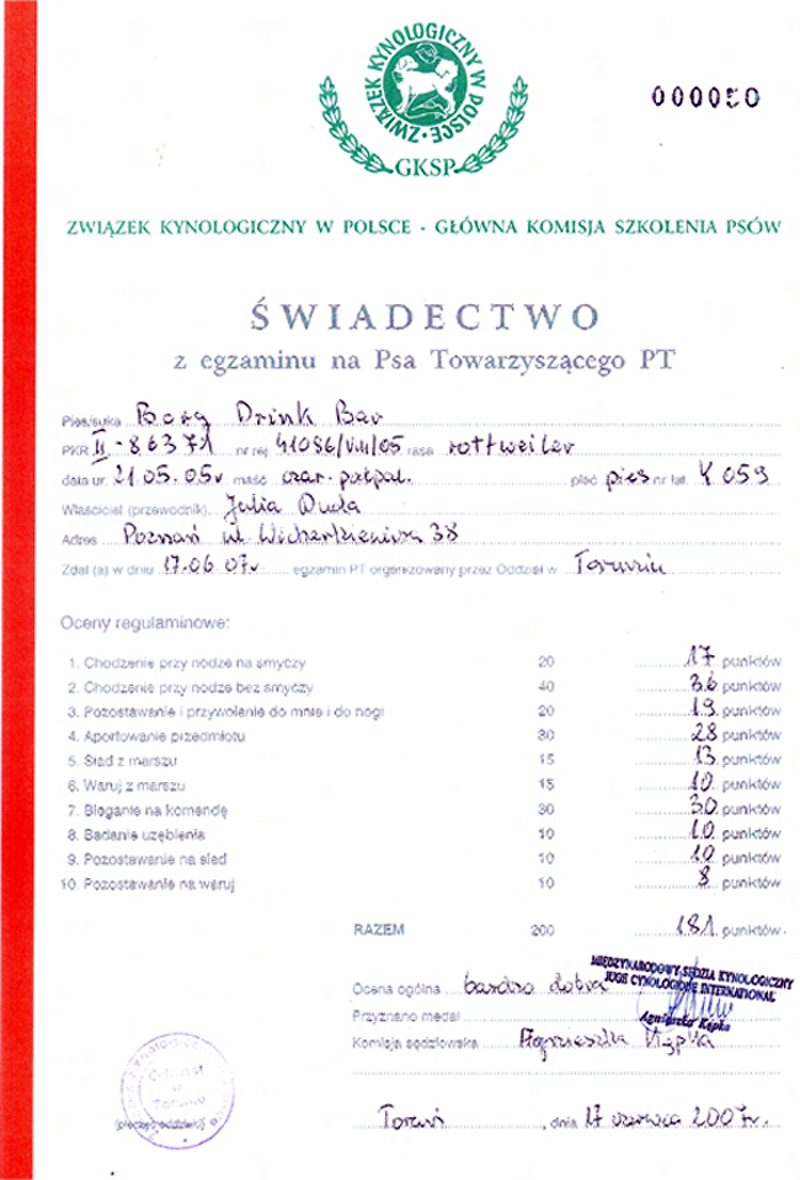 ZWIĄZEK KYNOLOGICZNY W POLSCE
GKSP
000050
ZWIĄZEK KYNOLOGICZNY W POLSCE - GŁÓWNA KOMISJA SZKOLENIA PSÓW
ŚWIADECTWO
z egzaminu na Psa Towarzyszącego PT
Pies/suka Borg Drink Bar
PKR II-86371 nr rej 41086/VIII/05 rasa rottweiler
data ur. 21.05.05r maść czar. podpal. płeć pies nr tat. Y 059
Właściciel (przewodnik) Julia Duda
Adres Poznań ul. 38
Zdał (a) w dniu 17.06 07r egzamin PT organizowany przez Oddział w Toruniu
Oceny regulaminowe:
1. Chodzenie przy nodze na smyczy 20 17 punktów
2. Chodzenie przy nodze bez smyczy 40 36 punktów
3. Pozostawanie i przywołanie do mnie i do nogi 20 19 punktów
4. Aportowanie przedmiotu 30 28 punktów
5. Siad z marszu 15 13 punktów
6. Waruj z marszu 15 10 punktów
7. Bieganie na komendę 30 30 punktów
8. Badanie uzębienia 10 10 punktów
9. Pozostawanie na siad 10 10 punktów
10. Pozostawanie na waruj 10 8 punktów
RAZEM 200 181 punktów
MIĘDZYNARODOWY SĘDZIA KYNOLOGICZNY
JUGE CYNOLOGIQUE INTERNATIONAL
Ocena ogólna bardzo dobra
Agnieszka Kępka
Przyznano medal
Komisja sędziowska Agnieszka Kępka
Oddział
w
Toruniu
(pieczęć oddziału)
Toruń, dnia 17 czerwca 2007r.